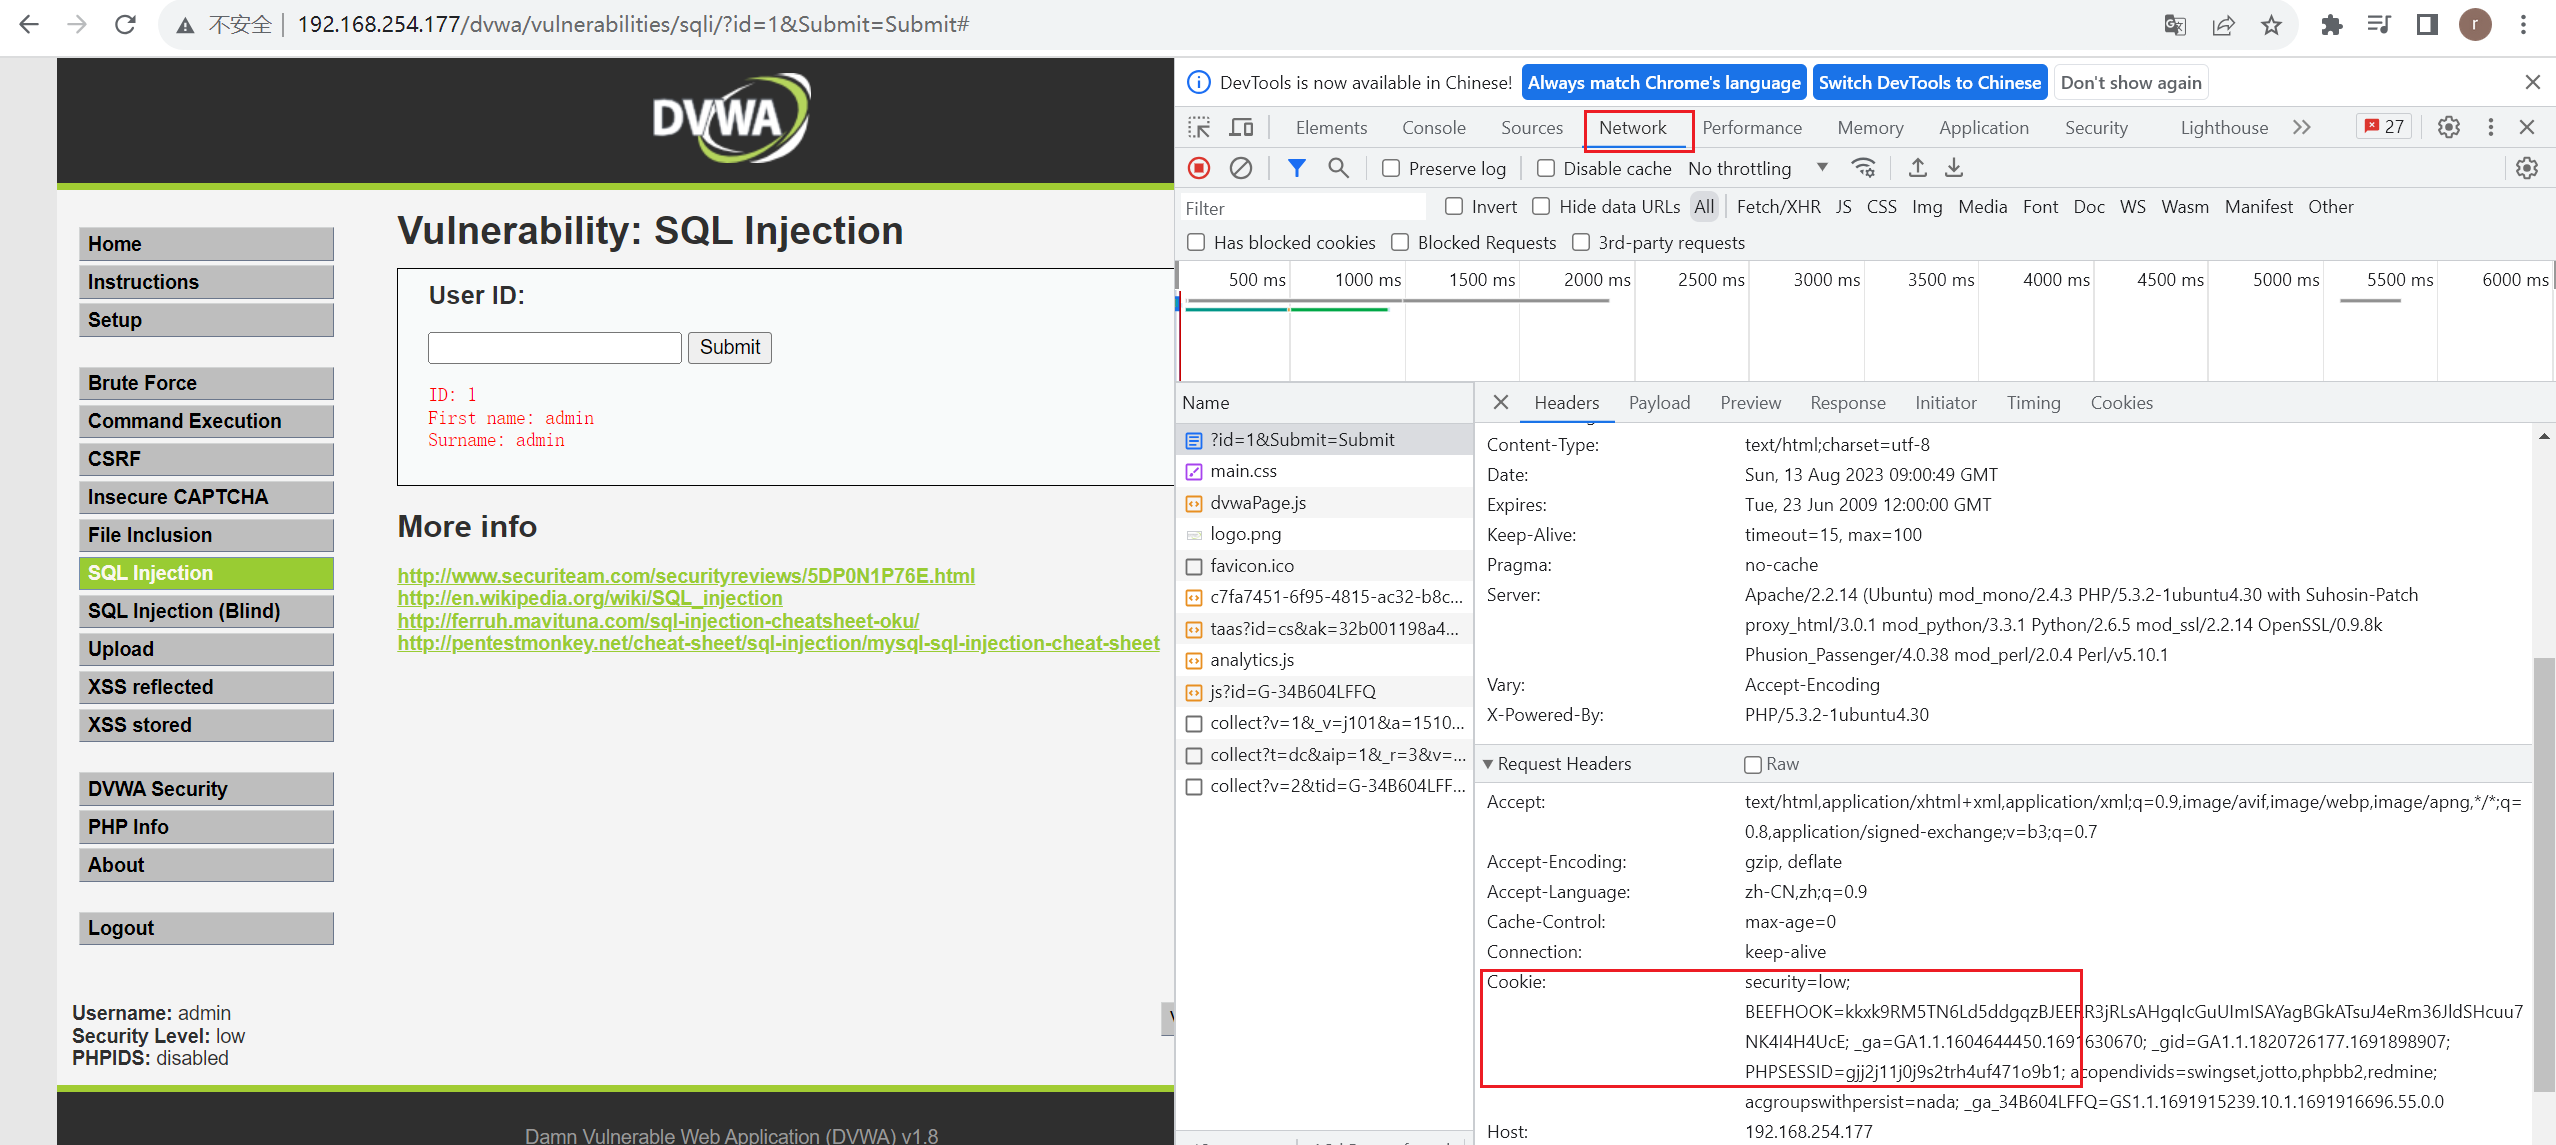 不安全 192.168.254.177/dvwa/vulnerabilities/sqli/?id=1&Submit=Submit#
r
DVWA
Home
Instructions
Setup
Brute Force
Command Execution
CSRF
Insecure CAPTCHA
File Inclusion
SQL Injection
SQL Injection (Blind)
Upload
XSS reflected
XSS stored
DVWA Security
PHP Info
About
Logout
Username: admin
Security Level: low
PHPIDS: disabled
Vulnerability: SQL Injection
User ID:
Submit
ID: 1
First name: admin
Surname: admin
More info
http://www.securiteam.com/securityreviews/5DP0N1P76E.html
http://en.wikipedia.org/wiki/SQL_injection
http://ferruh.mavituna.com/sql-injection-cheatsheet-oku/
http://pentestmonkey.net/cheat-sheet/sql-injection/mysql-sql-injection-cheat-sheet
Damn Vulnerable Web Application (DVWA) v1.8
DevTools is now available in Chinese! Always match Chrome's language Switch DevTools to Chinese Don't show again
Elements Console Sources Network Performance Memory Application Security Lighthouse 27
Preserve log Disable cache No throttling
Filter Invert Hide data URLs All Fetch/XHR JS CSS Img Media Font Doc WS Wasm Manifest Other
Has blocked cookies Blocked Requests 3rd-party requests
500 ms 1000 ms 1500 ms 2000 ms 2500 ms 3000 ms 3500 ms 4000 ms 4500 ms 5000 ms 5500 ms 6000 ms
Name
?id=1&Submit=Submit
main.css
dvwaPage.js
logo.png
favicon.ico
c7fa7451-6f95-4815-ac32-b8c...
taas?id=cs&ak=32b001198a4...
analytics.js
js?id=G-34B604LFFQ
collect?v=1&_v=j101&a=1510...
collect?t=dc&aip=1&_r=3&v=...
collect?v=2&tid=G-34B604LFF...
Headers Payload Preview Response Initiator Timing Cookies
Content-Type: text/html;charset=utf-8
Date: Sun, 13 Aug 2023 09:00:49 GMT
Expires: Tue, 23 Jun 2009 12:00:00 GMT
Keep-Alive: timeout=15, max=100
Pragma: no-cache
Server: Apache/2.2.14 (Ubuntu) mod_mono/2.4.3 PHP/5.3.2-1ubuntu4.30 with Suhosin-Patch
proxy_html/3.0.1 mod_python/3.3.1 Python/2.6.5 mod_ssl/2.2.14 OpenSSL/0.9.8k
Phusion_Passenger/4.0.38 mod_perl/2.0.4 Perl/v5.10.1
Vary: Accept-Encoding
X-Powered-By: PHP/5.3.2-1ubuntu4.30
Request Headers Raw
Accept: text/html,application/xhtml+xml,application/xml;q=0.9,image/avif,image/webp,image/apng,*/*;q=
0.8,application/signed-exchange;v=b3;q=0.7
Accept-Encoding: gzip, deflate
Accept-Language: zh-CN,zh;q=0.9
Cache-Control: max-age=0
Connection: keep-alive
Cookie: security=low;
BEEFHOOK=kkxk9RM5TN6Ld5ddgqzBJEERR3jRLsAHgqIcGuUImISAYagBGkATsuJ4eRm36JldSHcuu7
NK4I4H4UcE; _ga=GA1.1.1604644450.1691630670; _gid=GA1.1.1820726177.1691898907;
PHPSESSID=gjj2j11j0j9s2trh4uf471o9b1; acopendivids=swingset,jotto,phpbb2,redmine;
acgroupswithpersist=nada; _ga_34B604LFFQ=GS1.1.1691915239.10.1.1691916696.55.0.0
Host: 192.168.254.177